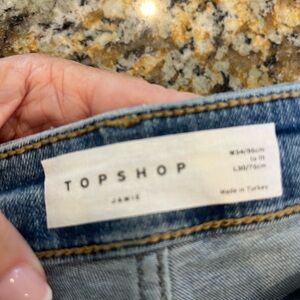 TOPSHOP
JAMIE
W34/86cm
to fit
L30/76cm
Made in Turkey